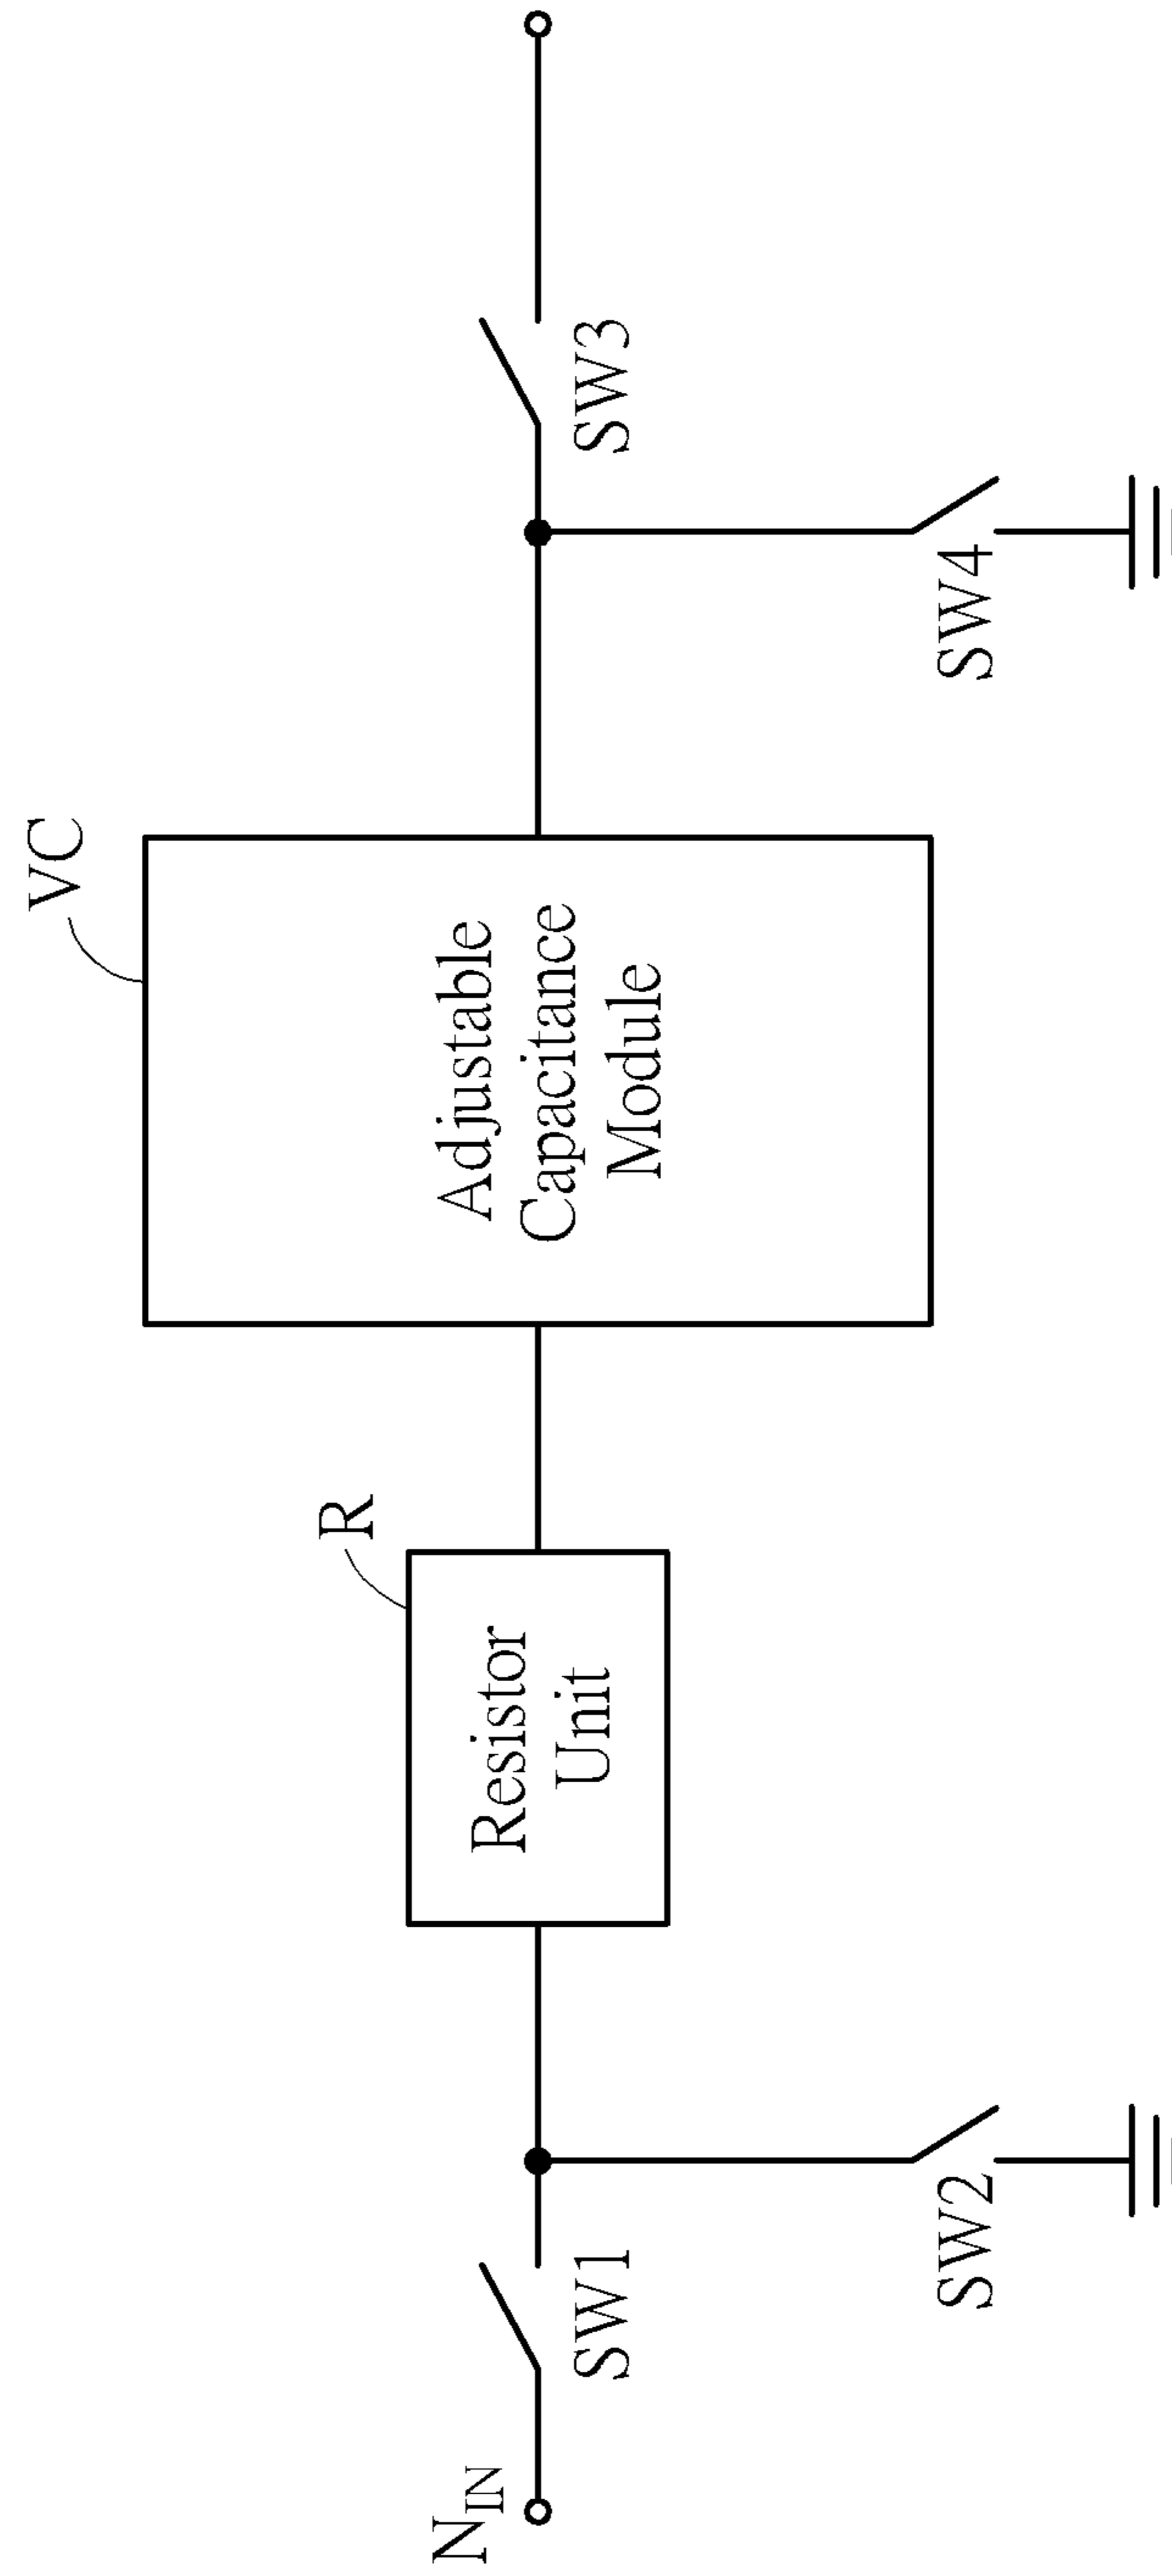 N_IN
SW1
SW2
R
Resistor
Unit
VC
Adjustable
Capacitance
Module
SW3
SW4